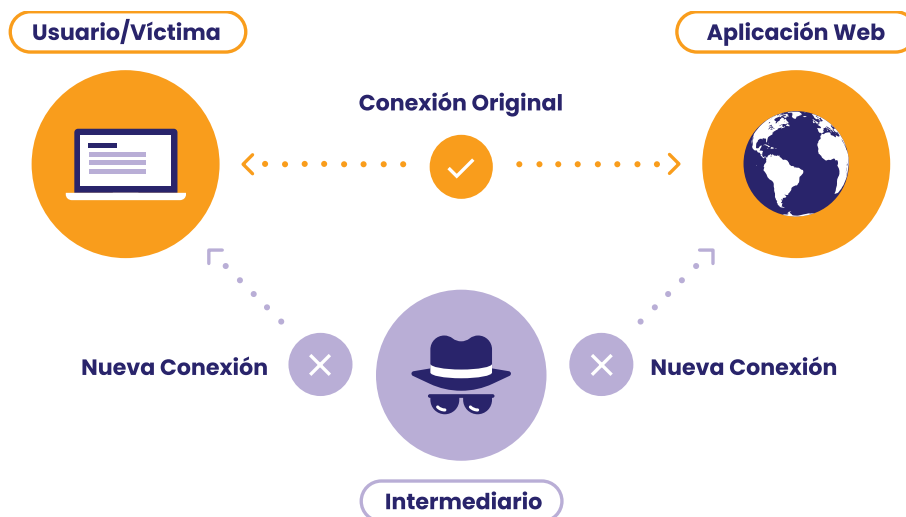 Usuario/Víctima
Aplicación Web
Conexión Original
Nueva Conexión
Nueva Conexión
Intermediario